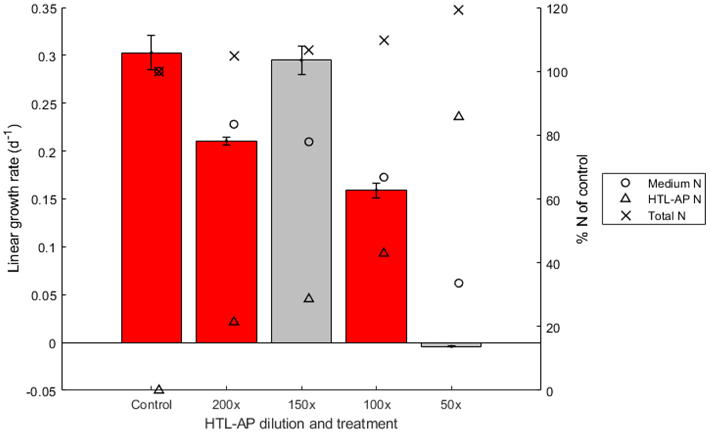 0.35
0.3
0.25
0.2
0.15
0.1
0.05
0
-0.05
Linear growth rate (d⁻¹)
Control 200x 150x 100x 50x
HTL-AP dilution and treatment
120
100
80
60
40
20
0
% N of control
Medium N
HTL-AP N
Total N